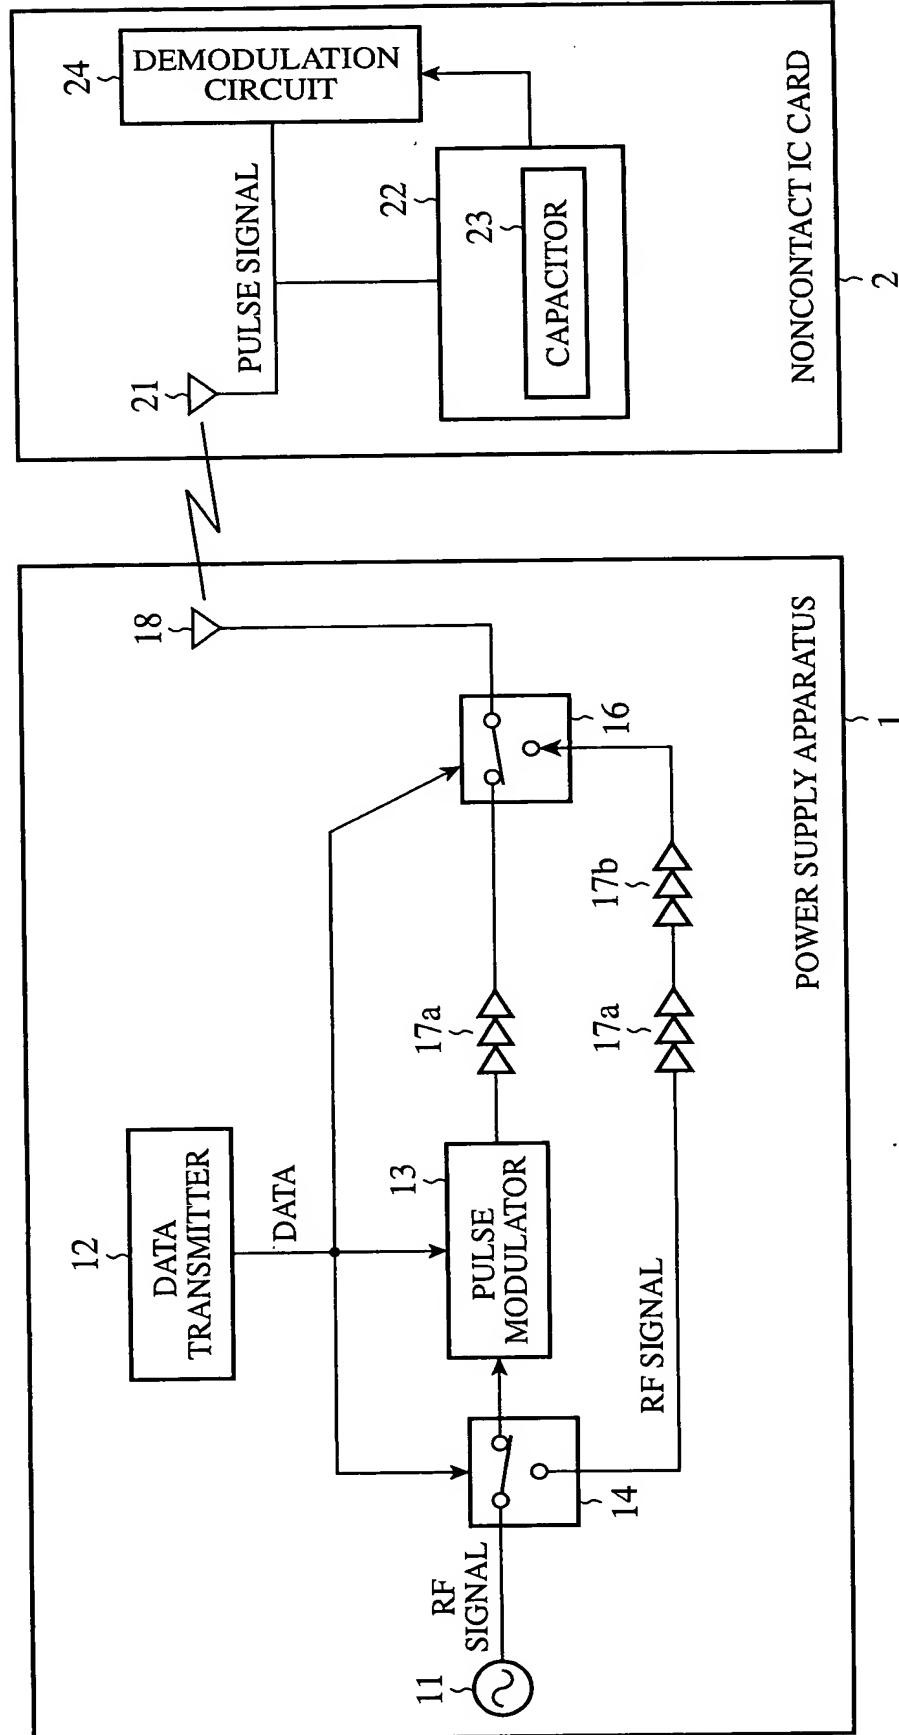 11
RF
SIGNAL
14
RF SIGNAL
12
DATA
TRANSMITTER
DATA
13
PULSE
MODULATOR
17a
17a
17b
16
18
POWER SUPPLY APPARATUS
1
21
PULSE SIGNAL
24
DEMODULATION
CIRCUIT
22
23
CAPACITOR
NONCONTACT IC CARD
2